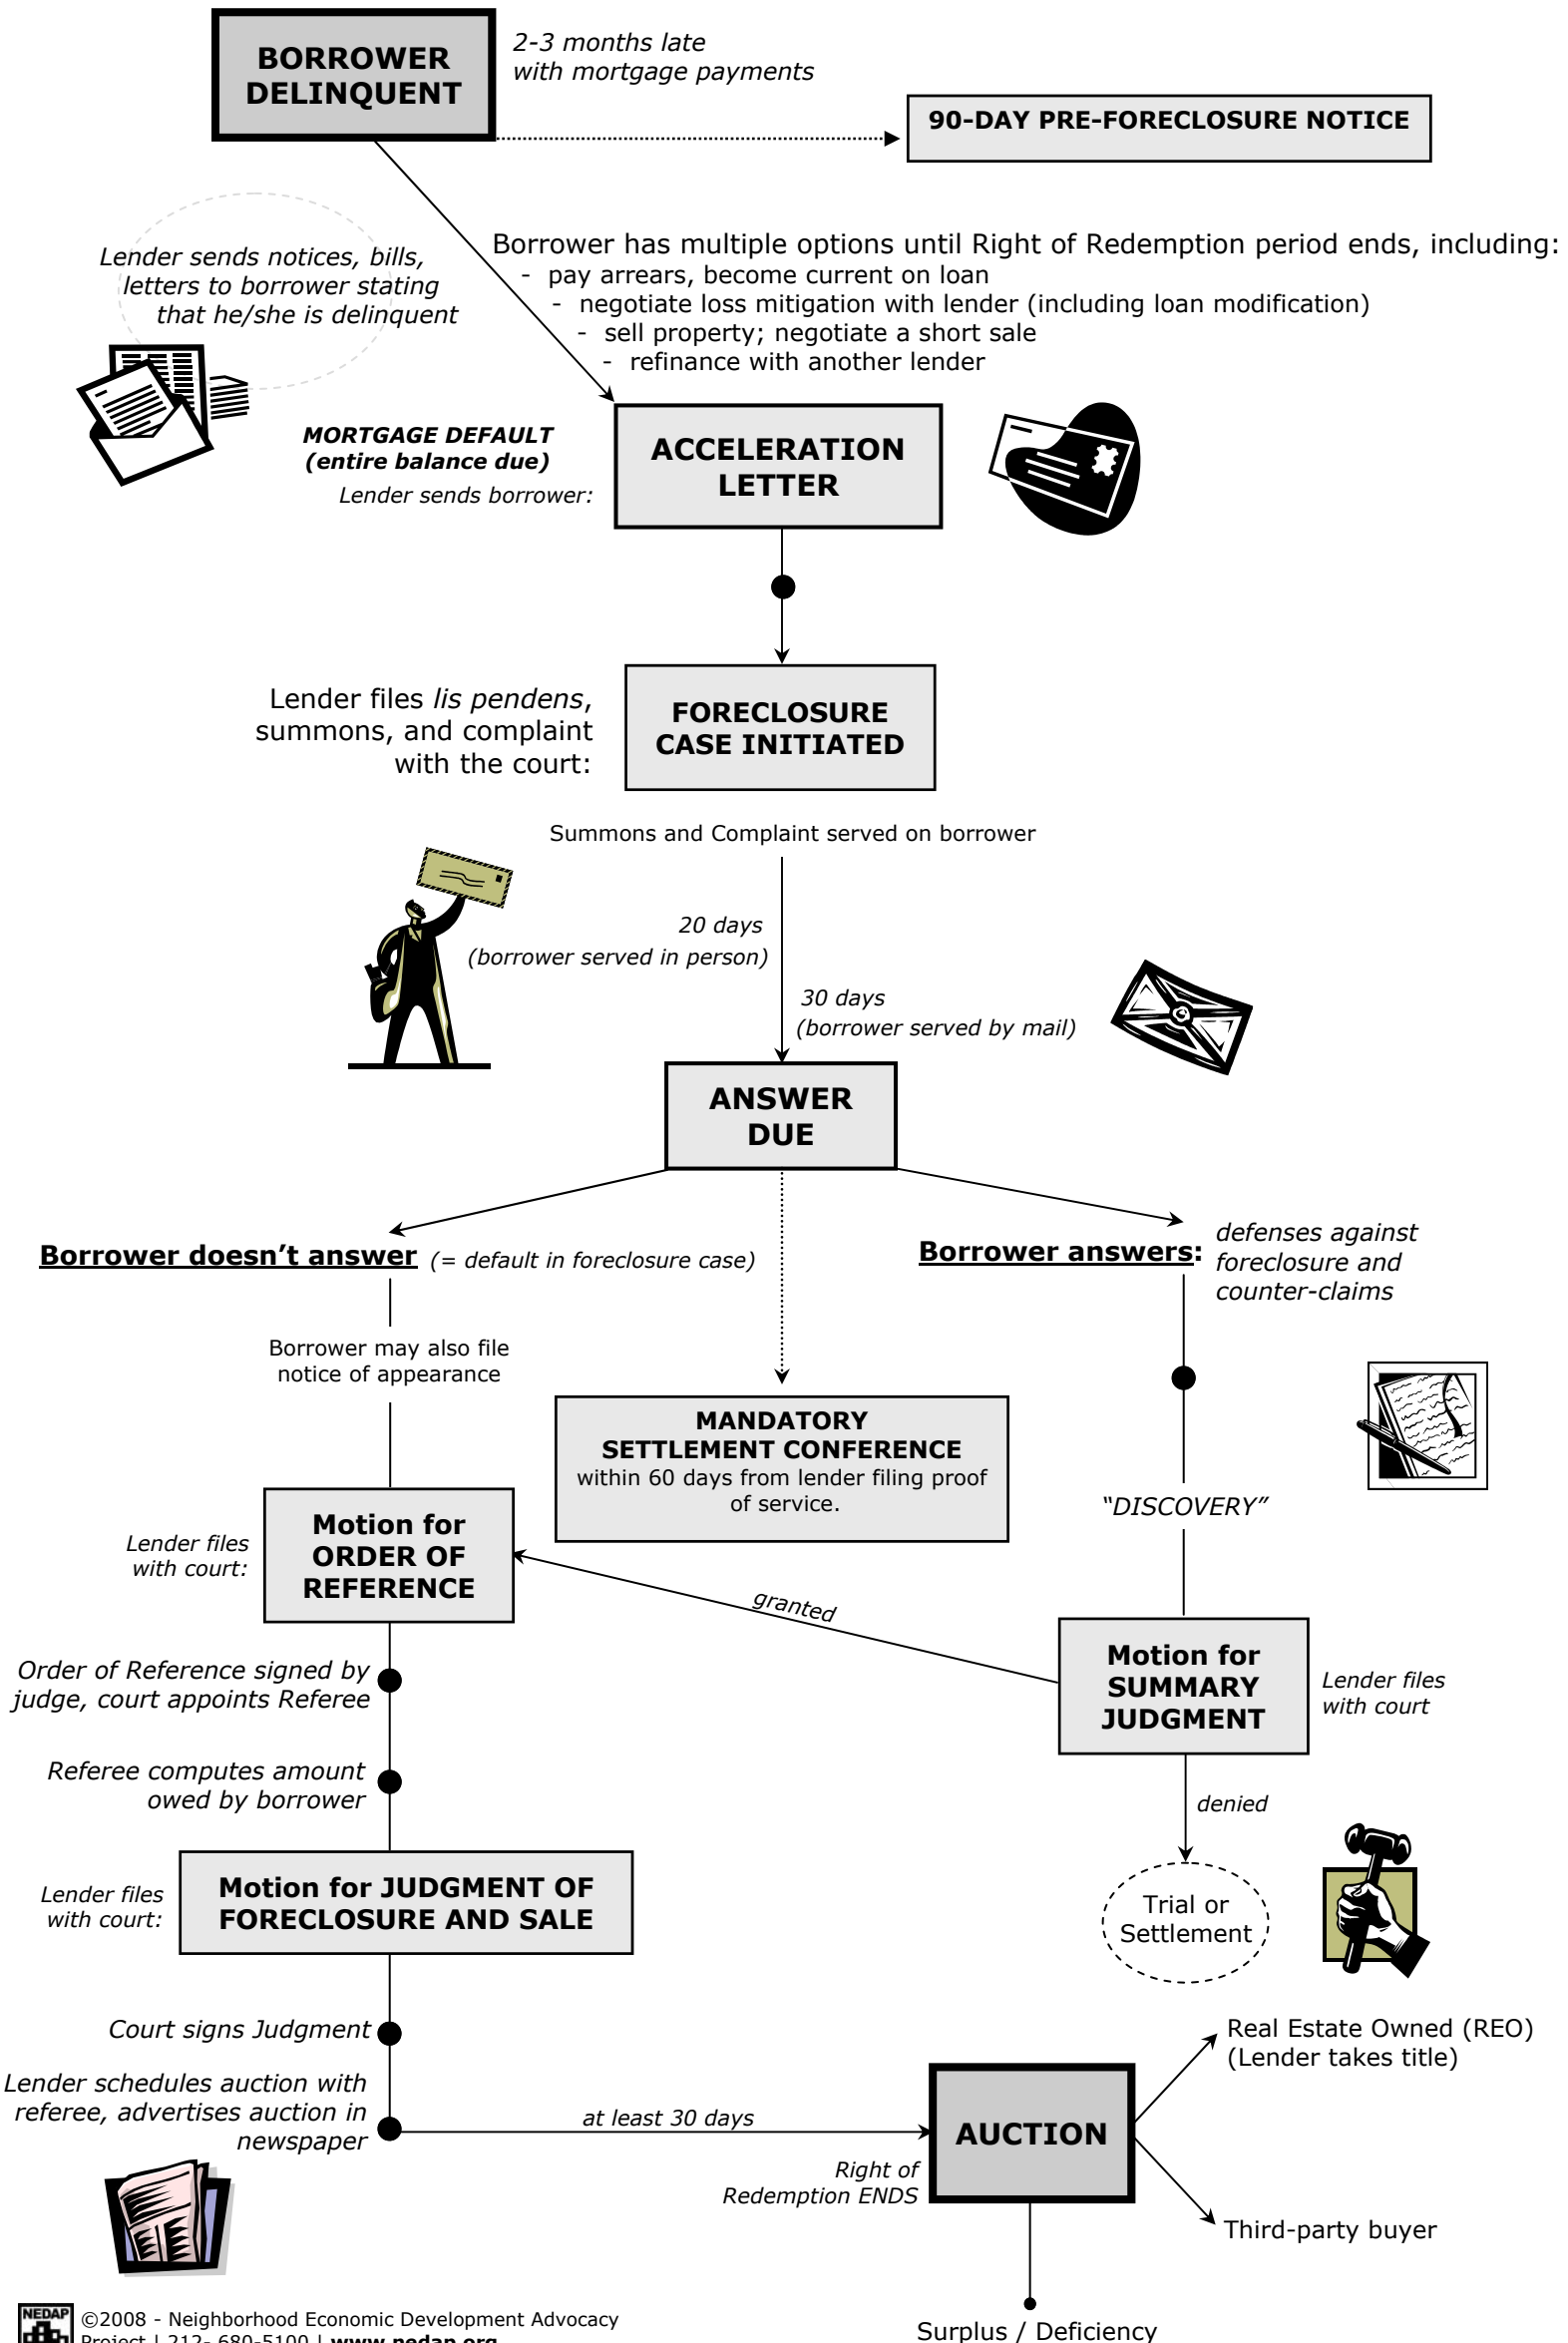 BORROWER
DELINQUENT
2-3 months late
with mortgage payments
90-DAY PRE-FORECLOSURE NOTICE
Lender sends notices, bills,
letters to borrower stating
that he/she is delinquent
Borrower has multiple options until Right of Redemption period ends, including:
- pay arrears, become current on loan
- negotiate loss mitigation with lender (including loan modification)
- sell property; negotiate a short sale
- refinance with another lender
MORTGAGE DEFAULT
(entire balance due)
Lender sends borrower:
ACCELERATION
LETTER
Lender files lis pendens,
summons, and complaint
with the court:
FORECLOSURE
CASE INITIATED
Summons and Complaint served on borrower
20 days
(borrower served in person)
30 days
(borrower served by mail)
ANSWER
DUE
Borrower doesn’t answer (= default in foreclosure case)
Borrower answers:
defenses against
foreclosure and
counter-claims
Borrower may also file
notice of appearance
MANDATORY
SETTLEMENT CONFERENCE
within 60 days from lender filing proof
of service.
“DISCOVERY”
Lender files
with court:
Motion for
ORDER OF
REFERENCE
granted
Motion for
SUMMARY
JUDGMENT
Lender files
with court
Order of Reference signed by
judge, court appoints Referee
Referee computes amount
owed by borrower
denied
Trial or
Settlement
Lender files
with court:
Motion for JUDGMENT OF
FORECLOSURE AND SALE
Court signs Judgment
Lender schedules auction with
referee, advertises auction in
newspaper
at least 30 days
Right of
Redemption ENDS
AUCTION
Real Estate Owned (REO)
(Lender takes title)
Third-party buyer
Surplus / Deficiency
NEDAP
©2008 - Neighborhood Economic Development Advocacy
Project | 212- 680-5100 | www.nedap.org